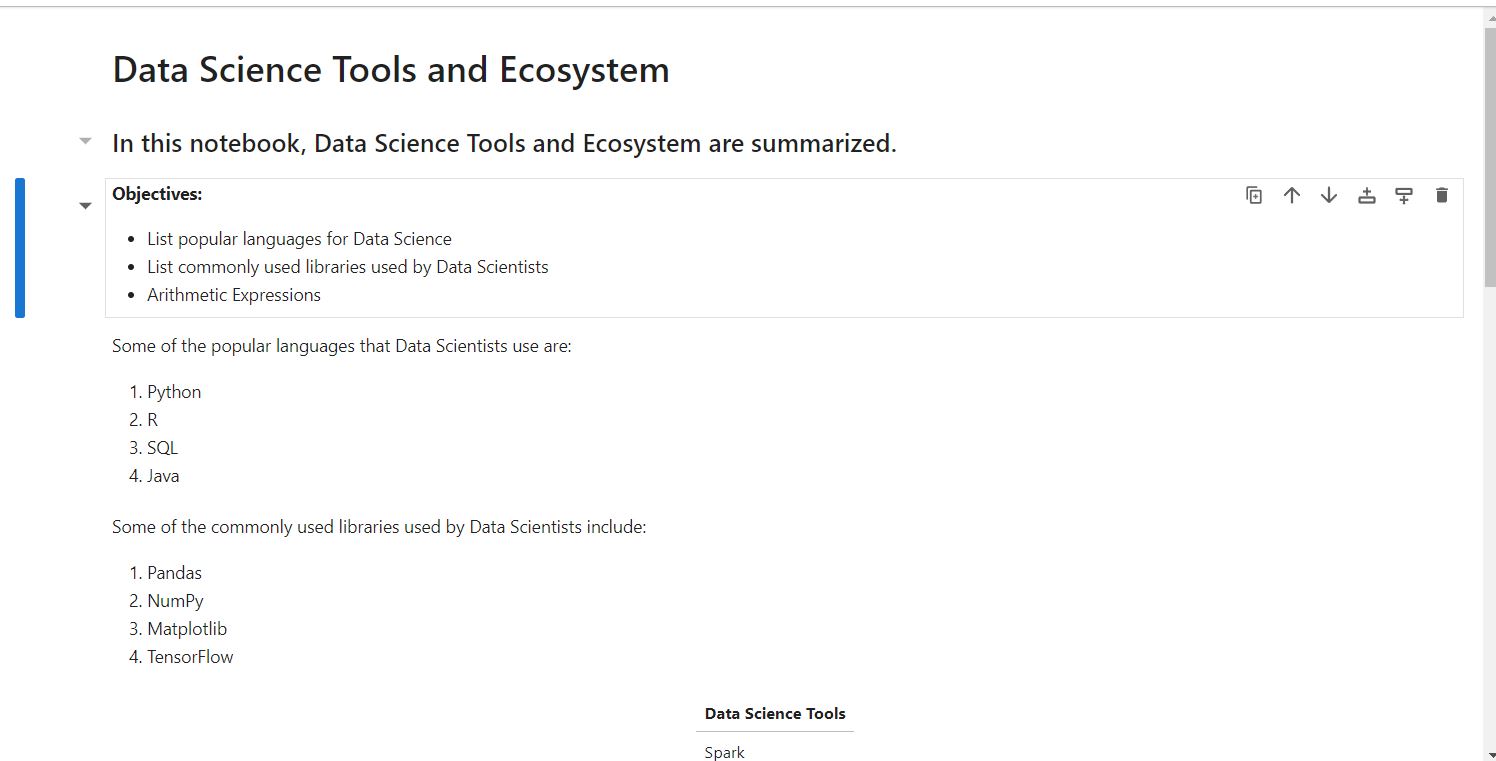 Data Science Tools and Ecosystem
In this notebook, Data Science Tools and Ecosystem are summarized.
Objectives:
• List popular languages for Data Science
• List commonly used libraries used by Data Scientists
• Arithmetic Expressions
Some of the popular languages that Data Scientists use are:
1. Python
2. R
3. SQL
4. Java
Some of the commonly used libraries used by Data Scientists include:
1. Pandas
2. NumPy
3. Matplotlib
4. TensorFlow
Data Science Tools
Spark